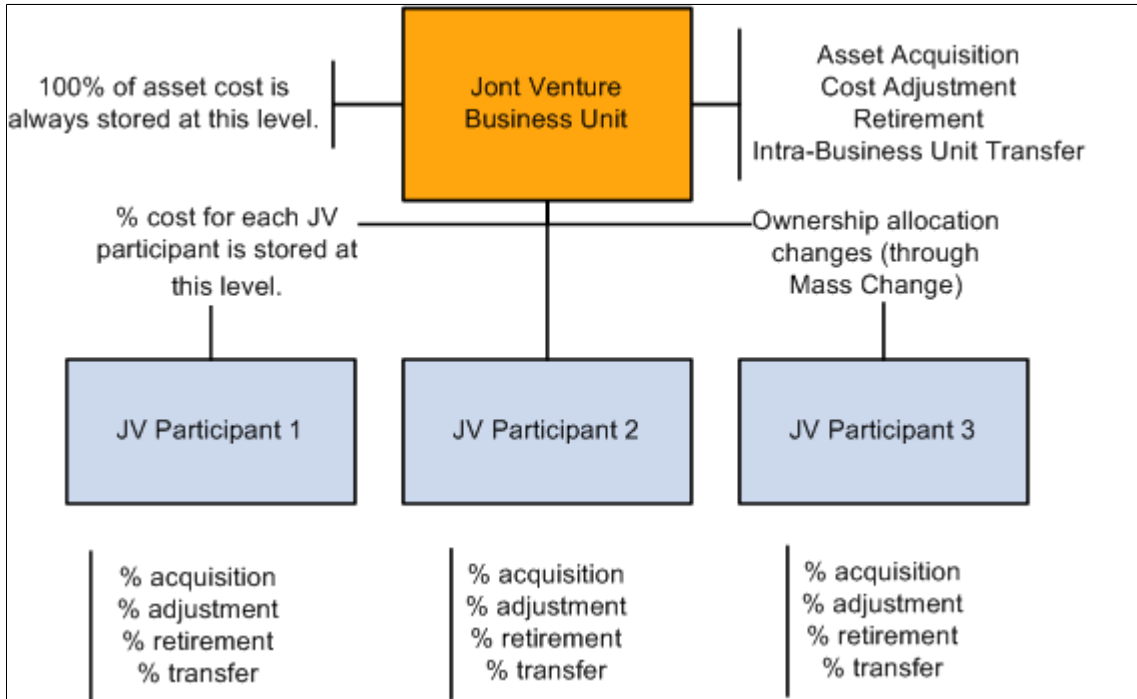 100% of asset cost is
always stored at this level.
Jont Venture
Business Unit
Asset Acquisition
Cost Adjustment
Retirement
Intra-Business Unit Transfer
% cost for each JV
participant is stored at
this level.
Ownership allocation
changes (through
Mass Change)
JV Participant 1
JV Participant 2
JV Participant 3
% acquisition
% adjustment
% retirement
% transfer
% acquisition
% adjustment
% retirement
% transfer
% acquisition
% adjustment
% retirement
% transfer